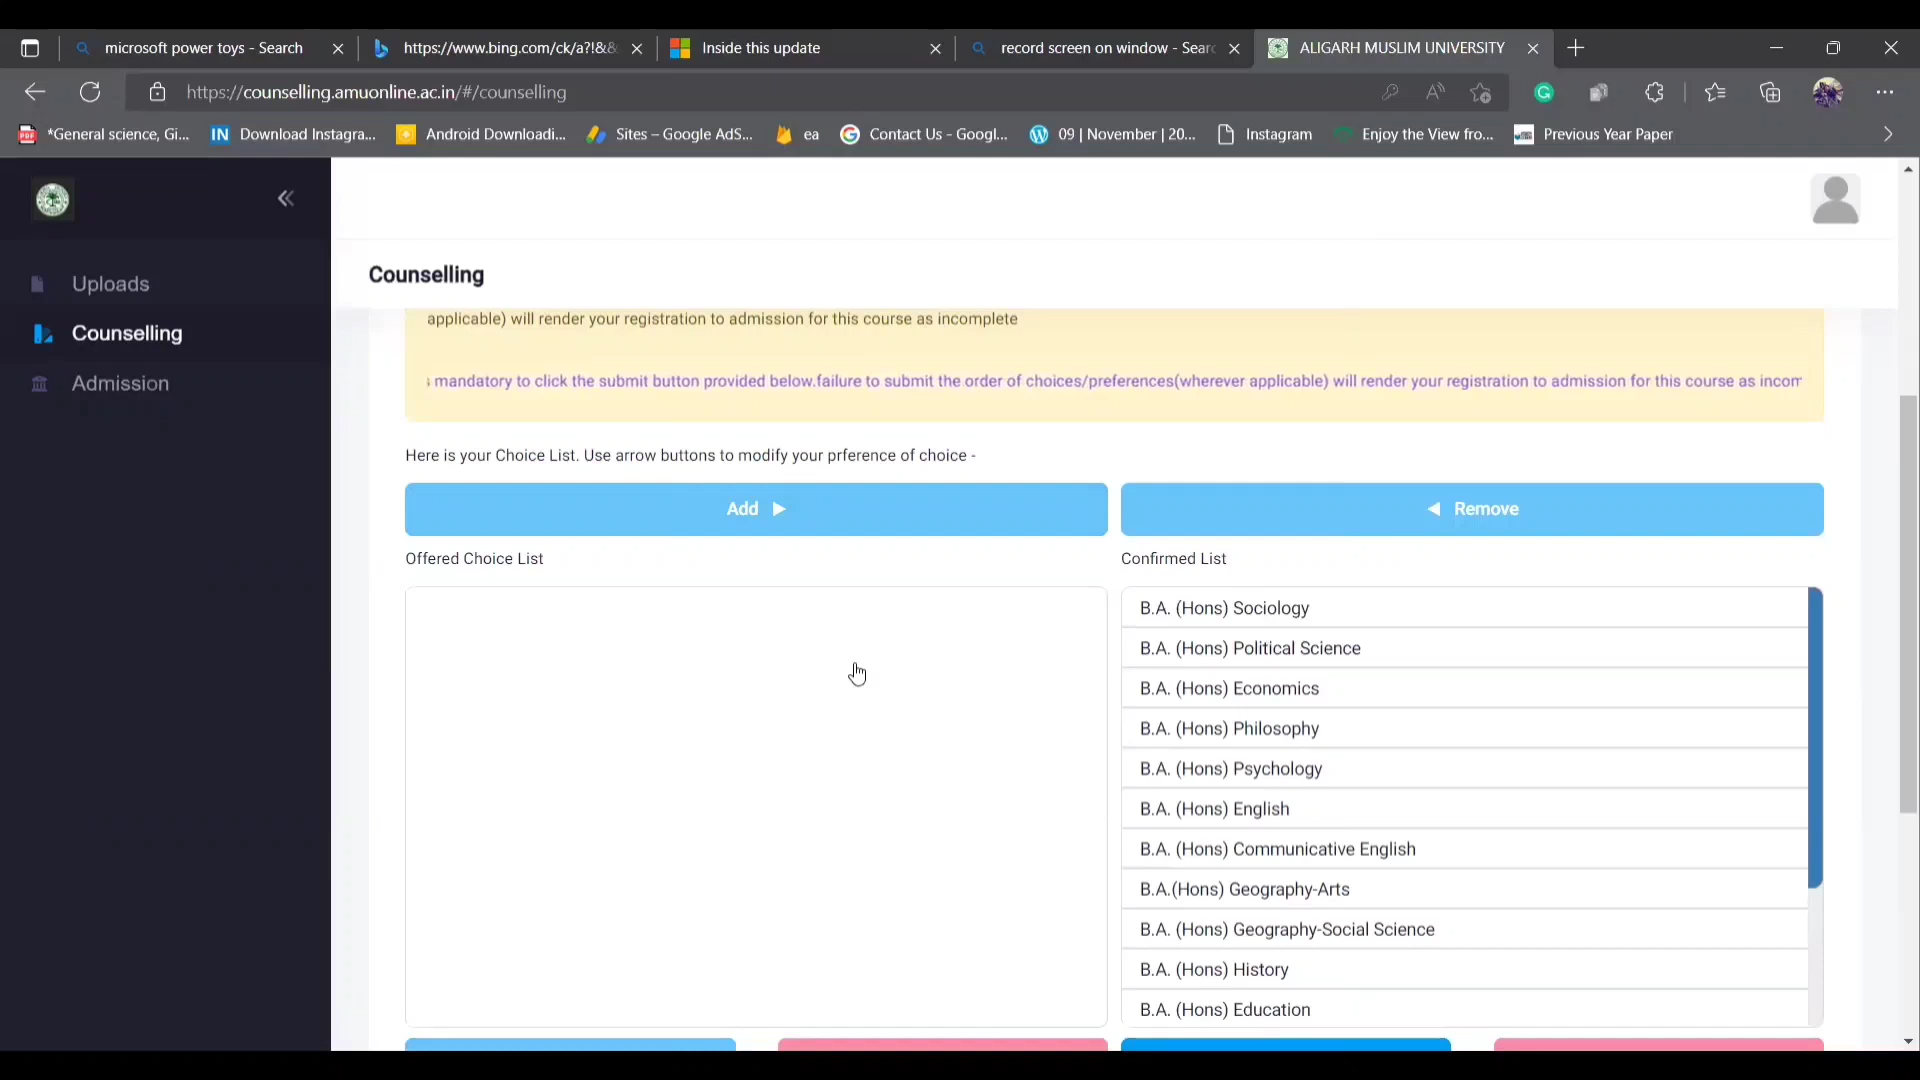 microsoft power toys - Search
https://www.bing.com/ck/a?!&&
Inside this update
record screen on window - Sear
ALIGARH MUSLIM UNIVERSITY
https://counselling.amuonline.ac.in/#/counselling
*General science, Gi...
Download Instagra...
Android Downloadi...
Sites – Google AdS...
ea
Contact Us - Googl...
09 | November | 20...
Instagram
Enjoy the View fro...
Previous Year Paper
Uploads
Counselling
Admission
Counselling
applicable) will render your registration to admission for this course as incomplete
mandatory to click the submit button provided below.failure to submit the order of choices/preferences(wherever applicable) will render your registration to admission for this course as incom
Here is your Choice List. Use arrow buttons to modify your prference of choice -
Add
Remove
Offered Choice List
Confirmed List
B.A. (Hons) Sociology
B.A. (Hons) Political Science
B.A. (Hons) Economics
B.A. (Hons) Philosophy
B.A. (Hons) Psychology
B.A. (Hons) English
B.A. (Hons) Communicative English
B.A.(Hons) Geography-Arts
B.A. (Hons) Geography-Social Science
B.A. (Hons) History
B.A. (Hons) Education